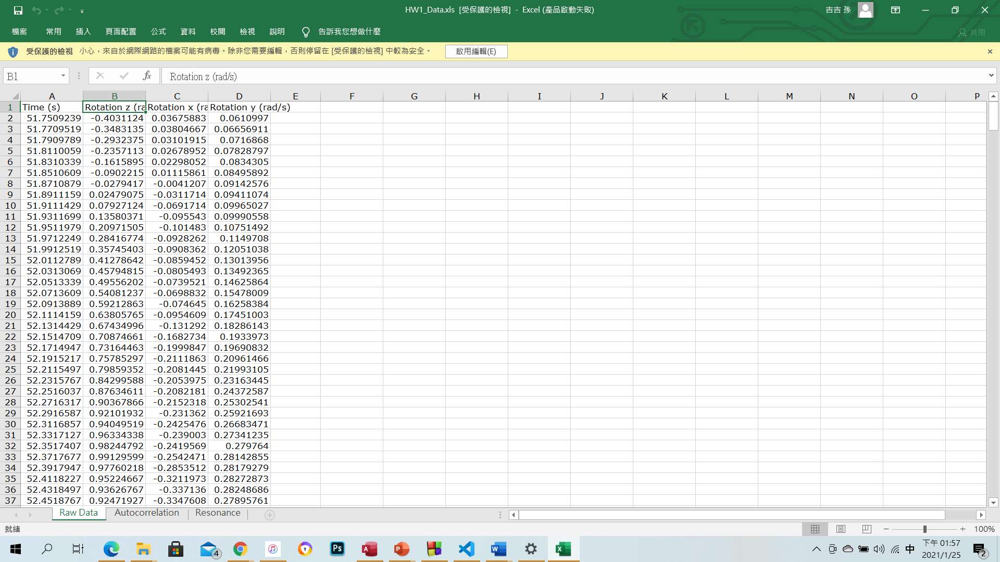 HW1_Data.xls [受保護的檢視] - Excel (產品啟動失敗)
吉吉 孫
檔案 常用 插入 頁面配置 公式 資料 校閱 檢視 說明 告訴我您想做什麼 共用
受保護的檢視 小心，來自於網際網路的檔案可能有病毒。除非您需要編輯，否則停留在 [受保護的檢視] 中較為安全。 啟用編輯(E)
B1 fx Rotation z (rad/s)
A B C D E F G H I J K L M N O P
1 Time (s) Rotation z (ra Rotation x (ra Rotation y (rad/s)
2 51.7509239 -0.4031124 0.03675883 0.0610997
3 51.7709519 -0.3483135 0.03804667 0.06656911
4 51.7909789 -0.2932375 0.03101915 0.0716868
5 51.8110059 -0.2357113 0.02678952 0.07828797
6 51.8310339 -0.1615895 0.02298052 0.0834305
7 51.8510609 -0.0902215 0.01115861 0.08495892
8 51.8710879 -0.0279417 -0.0041207 0.09142576
9 51.8911159 0.02479075 -0.0311714 0.09411074
10 51.9111429 0.07927124 -0.0691714 0.09965027
11 51.9311699 0.13580371 -0.095543 0.09990558
12 51.9511979 0.20971505 -0.101483 0.10751492
13 51.9712249 0.28416774 -0.0928262 0.1149708
14 51.9912519 0.35745403 -0.0908362 0.12051038
15 52.0112789 0.41278642 -0.0859452 0.13013956
16 52.0313069 0.45794815 -0.0805493 0.13492365
17 52.0513339 0.49556202 -0.0739521 0.14625864
18 52.0713609 0.54081237 -0.0698832 0.15478009
19 52.0913889 0.59212863 -0.074645 0.16258384
20 52.1114159 0.63805765 -0.0954609 0.17451003
21 52.1314429 0.67434996 -0.131292 0.18286143
22 52.1514709 0.70874661 -0.1682734 0.1933973
23 52.1714947 0.73164463 -0.1999847 0.19690832
24 52.1915217 0.75785297 -0.2111863 0.20961466
25 52.2115497 0.79859352 -0.2081445 0.21993105
26 52.2315767 0.84299588 -0.2053975 0.23163445
27 52.2516037 0.87634611 -0.2082181 0.24372587
28 52.2716317 0.90367866 -0.2152318 0.25302541
29 52.2916587 0.92101932 -0.231362 0.25921693
30 52.3116857 0.94049519 -0.2425476 0.26683471
31 52.3317127 0.96334338 -0.239003 0.27341235
32 52.3517407 0.98244792 -0.2419569 0.279764
33 52.3717677 0.99129599 -0.2542471 0.28142855
34 52.3917947 0.97760218 -0.2853512 0.28179279
35 52.4118227 0.95224667 -0.3211973 0.28272873
36 52.4318497 0.93626767 -0.337136 0.28248686
37 52.4518767 0.92471927 -0.3347608 0.27895761
Raw Data Autocorrelation Resonance
就緒 100%
4 Ps A P W X 中 下午 01:57
2021/1/25 2